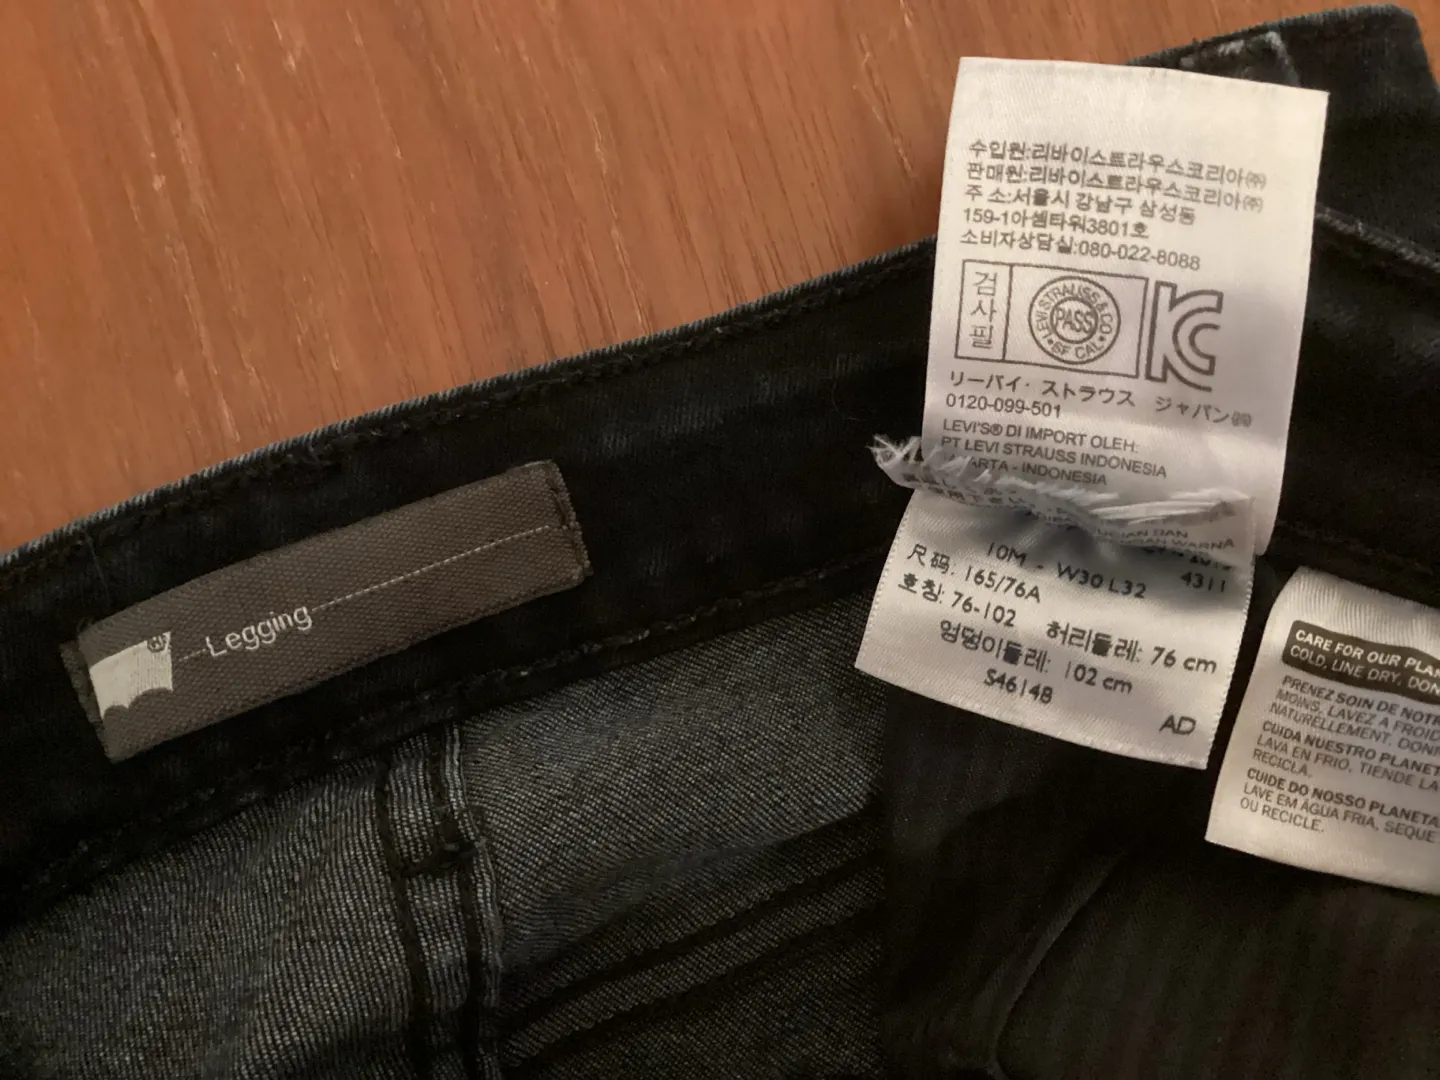 Legging
수입원:리바이스트라우스코리아㈜
판매원:리바이스트라우스코리아㈜
주 소:서울시 강남구 삼성동
159-1아셈타워3801호
소비자상담실:080-022-8088
검사필
LEVI STRAUSS & CO
PASS
SF CAL
KC
リーバイ・ストラウス ジャパン㈱
0120-099-501
LEVI'S® DI IMPORT OLEH:
PT LEVI STRAUSS INDONESIA
- INDONESIA
WARNA
10M - W30 L32
4311
尺码: 165/76A
호칭: 76-102 허리둘레: 76 cm
엉덩이둘레: 102 cm
S46148
AD
CARE FOR OUR
COLD, LINE DRY,
PRENEZ SOIN DE
MOINS, LAVEZ A
NATURELLEMENT,
CUIDA NUESTRO
LAVA EN FRIO, TIENDE LA
RECICLA.
CUIDE DO NOSSO PLANETA
LAVE EM ÁGUA FRIA, SEQUE
OU RECICLE.